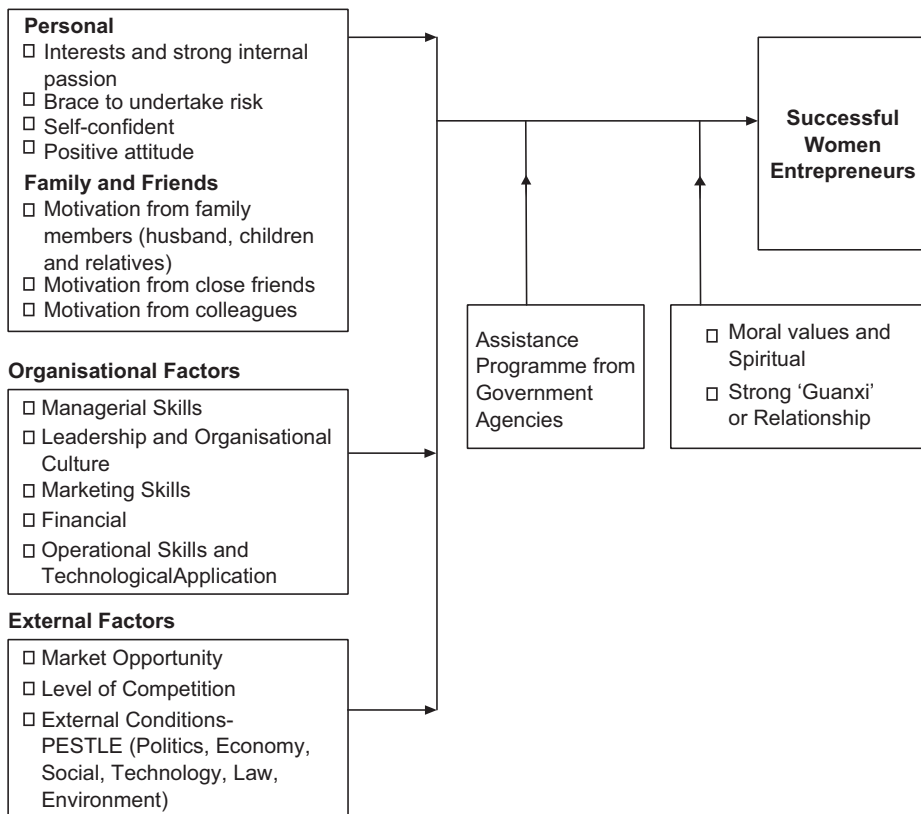 Personal
Interests and strong internal
passion
Brace to undertake risk
Self-confident
Positive attitude
Family and Friends
Motivation from family
members (husband, children
and relatives)
Motivation from close friends
Motivation from colleagues
Organisational Factors
Managerial Skills
Leadership and Organisational
Culture
Marketing Skills
Financial
Operational Skills and
TechnologicalApplication
External Factors
Market Opportunity
Level of Competition
External Conditions-
PESTLE (Politics, Economy,
Social, Technology, Law,
Environment)
Assistance
Programme from
Government
Agencies
Moral values and
Spiritual
Strong ‘Guanxi’
or Relationship
Successful
Women
Entrepreneurs